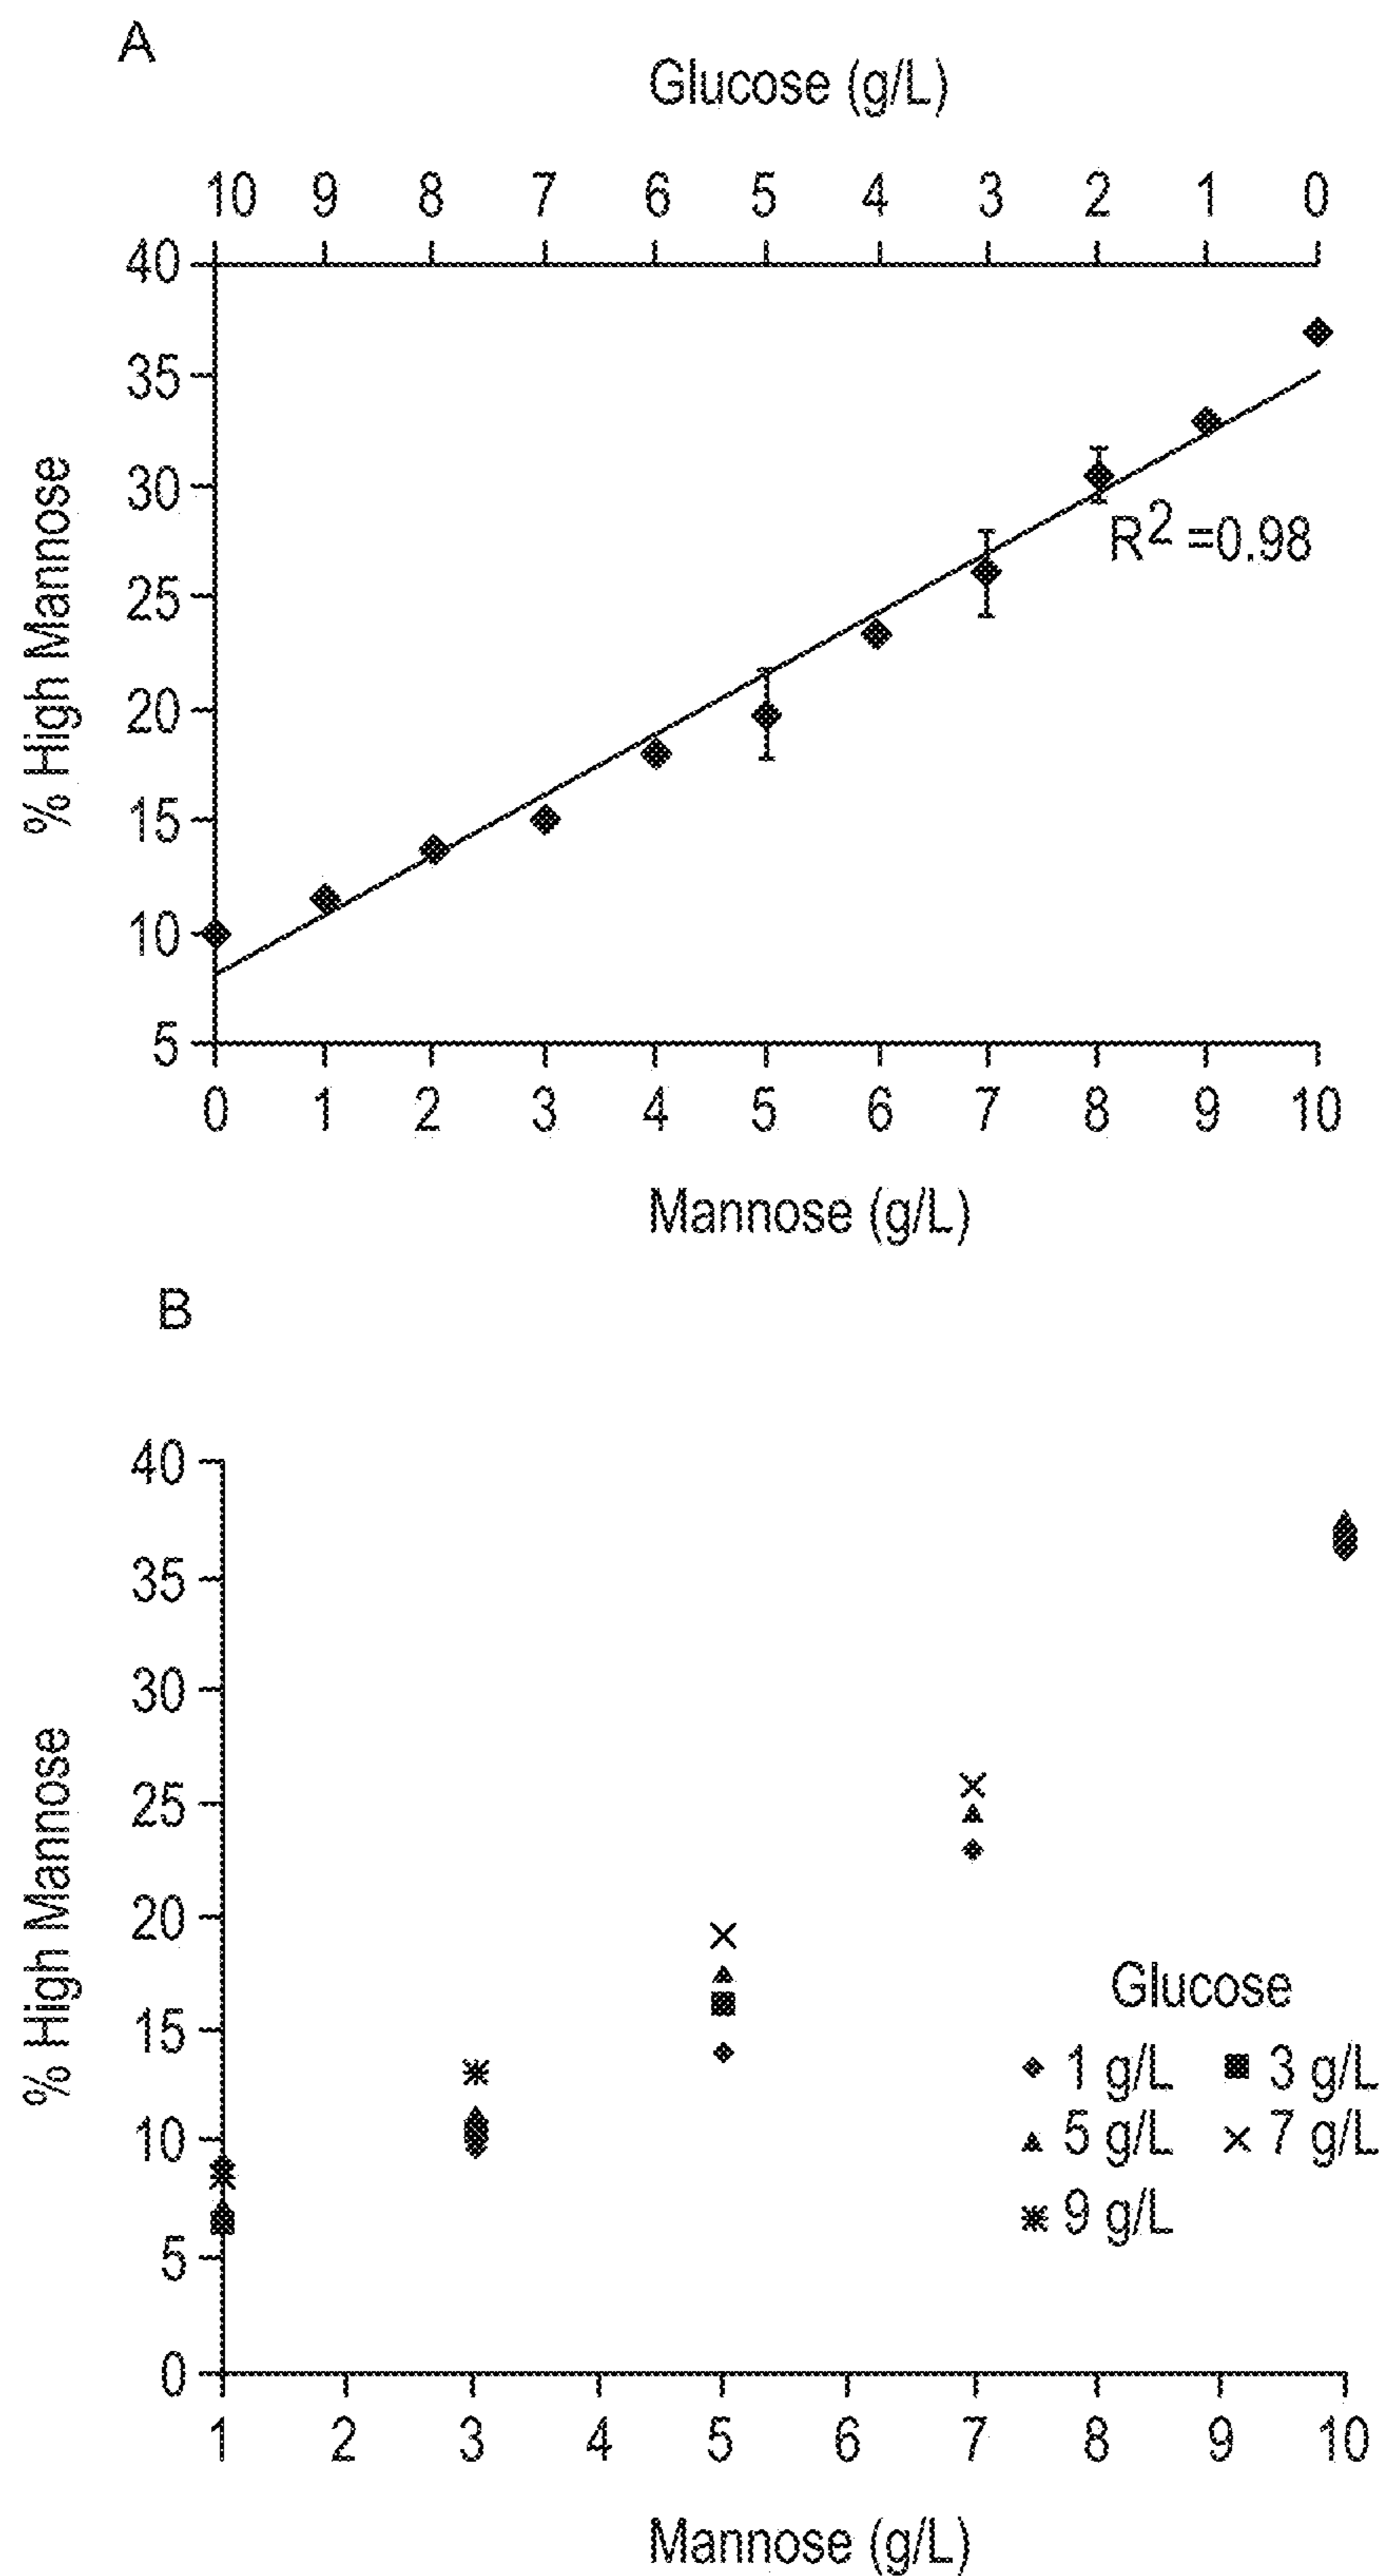 A
Glucose (g/L)
10 9 8 7 6 5 4 3 2 1 0
40
35
30
25
20
15
10
5
% High Mannose
R2 =0.98
0 1 2 3 4 5 6 7 8 9 10
Mannose (g/L)
B
40
35
30
25
20
15
10
5
0
% High Mannose
Glucose
1 g/L 3 g/L
5 g/L 7 g/L
9 g/L
1 2 3 4 5 6 7 8 9 10
Mannose (g/L)